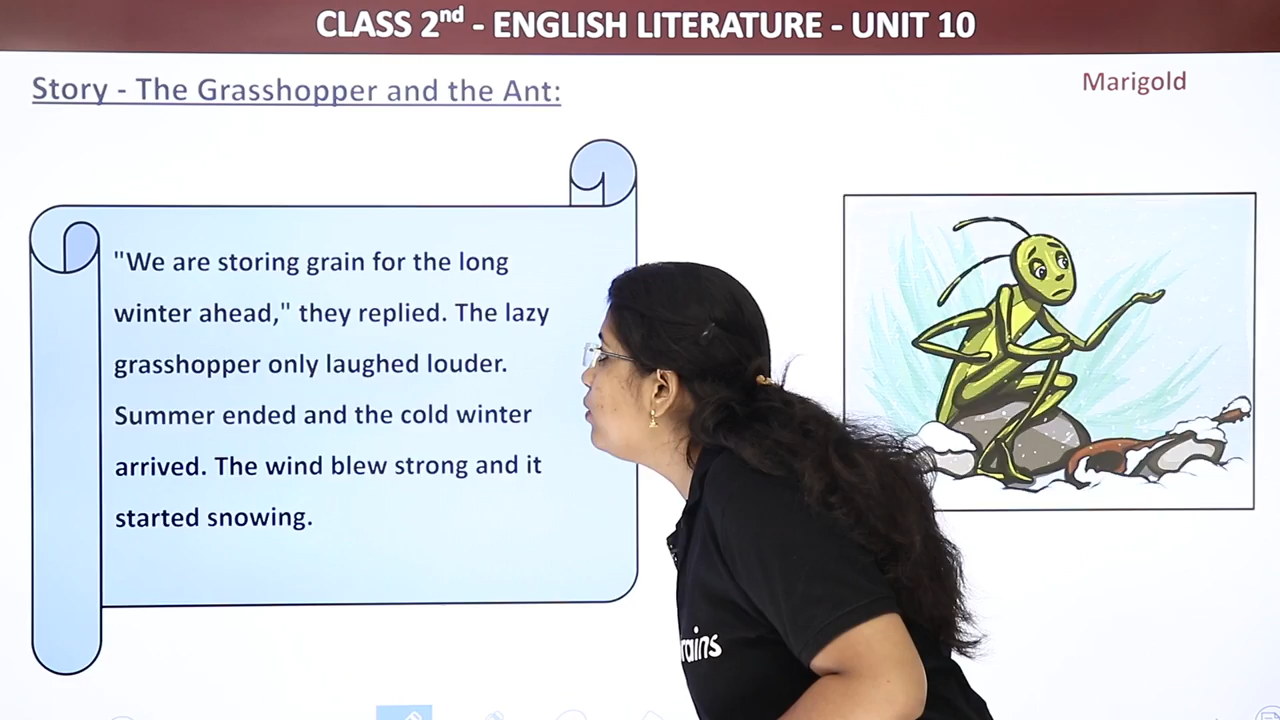 CLASS 2nd - ENGLISH LITERATURE - UNIT 10
Story - The Grasshopper and the Ant:
Marigold
"We are storing grain for the long
winter ahead," they replied. The lazy
grasshopper only laughed louder.
Summer ended and the cold winter
arrived. The wind blew strong and it
started snowing.
rains